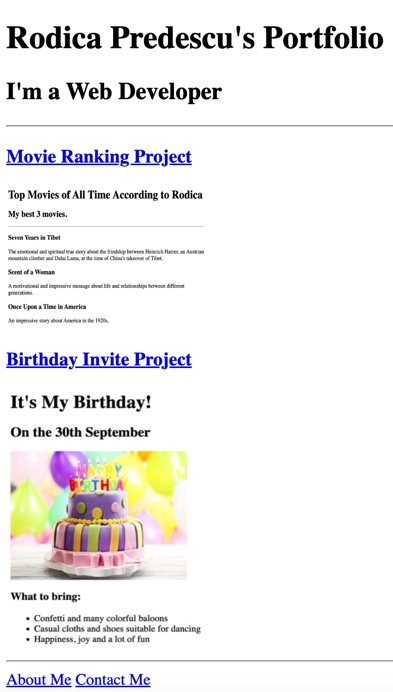 Rodica Predescu's Portfolio
I'm a Web Developer
Movie Ranking Project
Top Movies of All Time According to Rodica
My best 3 movies.
Seven Years in Tibet
The emotional and spiritual true story about the friedship between Heinrich Harrer, an Austrian
mountain climber and Dalai Lama, at the time of China's takeover of Tibet.
Scent of a Woman
A motivational and impressive message about life and relationships between different
generations.
Once Upon a Time in America
An impressive story about America in the 1920s.
Birthday Invite Project
It's My Birthday!
On the 30th September
HAPPY
BIRTHDA
What to bring:
• Confetti and many colorful baloons
• Casual cloths and shoes suitable for dancing
• Happiness, joy and a lot of fun
About Me Contact Me